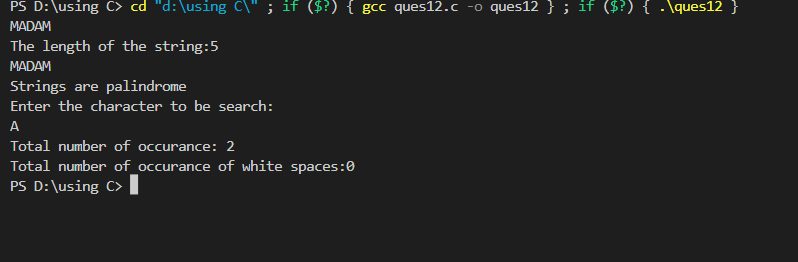 PS D:\using C> cd "d:\using C\" ; if ($?) { gcc ques12.c -o ques12 } ; if ($?) { .\ques12 }
MADAM
The length of the string:5
MADAM
Strings are palindrome
Enter the character to be search:
A
Total number of occurance: 2
Total number of occurance of white spaces:0
PS D:\using C>